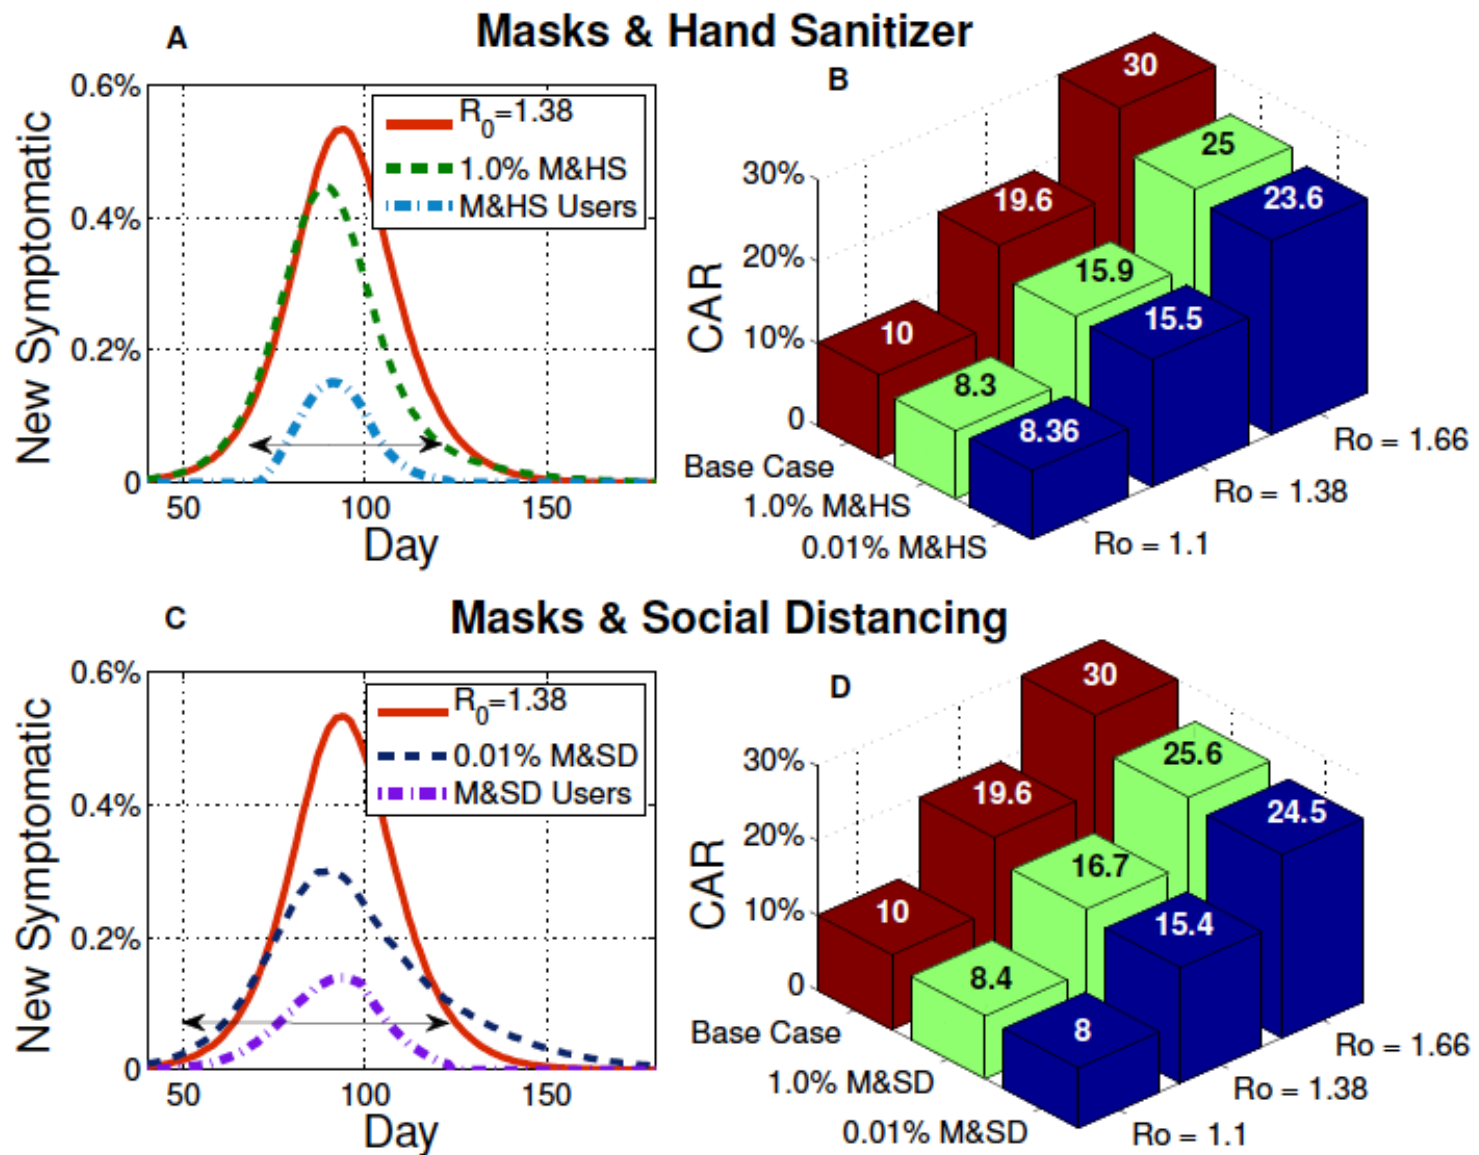 A
Masks & Hand Sanitizer
0.6%
0.4%
0.2%
0
New Symptomatic
R0=1.38
1.0% M&HS
M&HS Users
50
100
150
Day
B
30%
20%
10%
0
CAR
30
25
23.6
19.6
15.9
15.5
10
8.3
8.36
Base Case
1.0% M&HS
0.01% M&HS
Ro = 1.1
Ro = 1.38
Ro = 1.66
C
Masks & Social Distancing
0.6%
0.4%
0.2%
0
New Symptomatic
R0=1.38
0.01% M&SD
M&SD Users
50
100
150
Day
D
30%
20%
10%
0
CAR
30
25.6
24.5
19.6
16.7
15.4
10
8.4
8
Base Case
1.0% M&SD
0.01% M&SD
Ro = 1.1
Ro = 1.38
Ro = 1.66